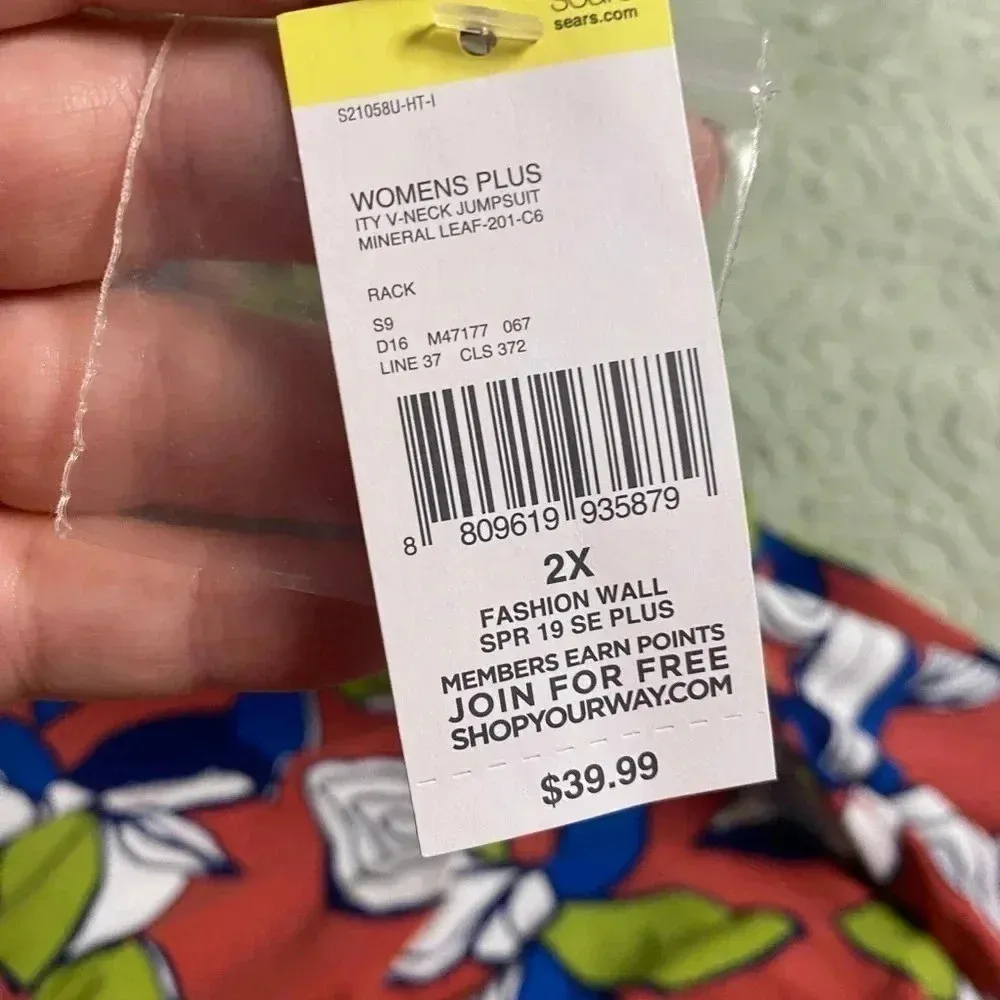 sears.com
S21058U-HT-I
WOMENS PLUS
ITY V-NECK JUMPSUIT
MINERAL LEAF-201-C6
RACK
S9
D16 M47177 067
LINE 37 CLS 372
8 809619 935879
2X
FASHION WALL
SPR 19 SE PLUS
MEMBERS EARN POINTS
JOIN FOR FREE
SHOPYOURWAY.COM
$39.99